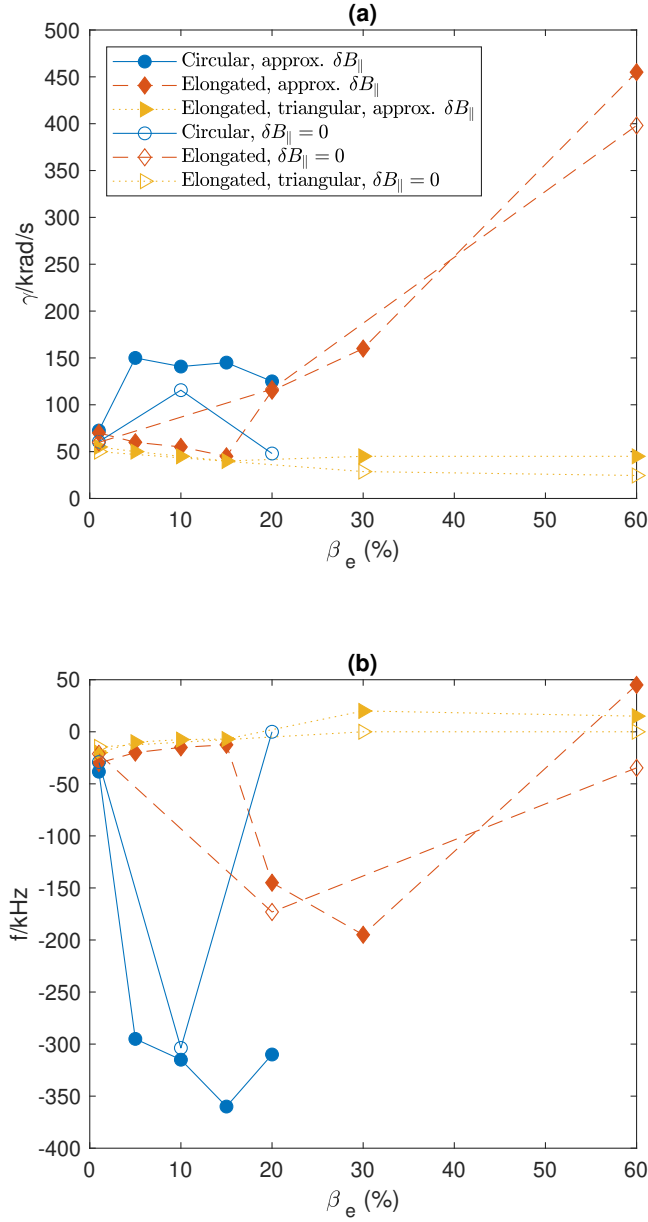 (a)
500
450
400
350
300
250
200
150
100
50
0
γ/krad/s
Circular, approx. δB∥
Elongated, approx. δB∥
Elongated, triangular, approx. δB∥
Circular, δB∥ = 0
Elongated, δB∥ = 0
Elongated, triangular, δB∥ = 0
0 10 20 30 40 50 60
β e (%)
(b)
50
0
-50
-100
-150
-200
-250
-300
-350
-400
f/kHz
0 10 20 30 40 50 60
β e (%)